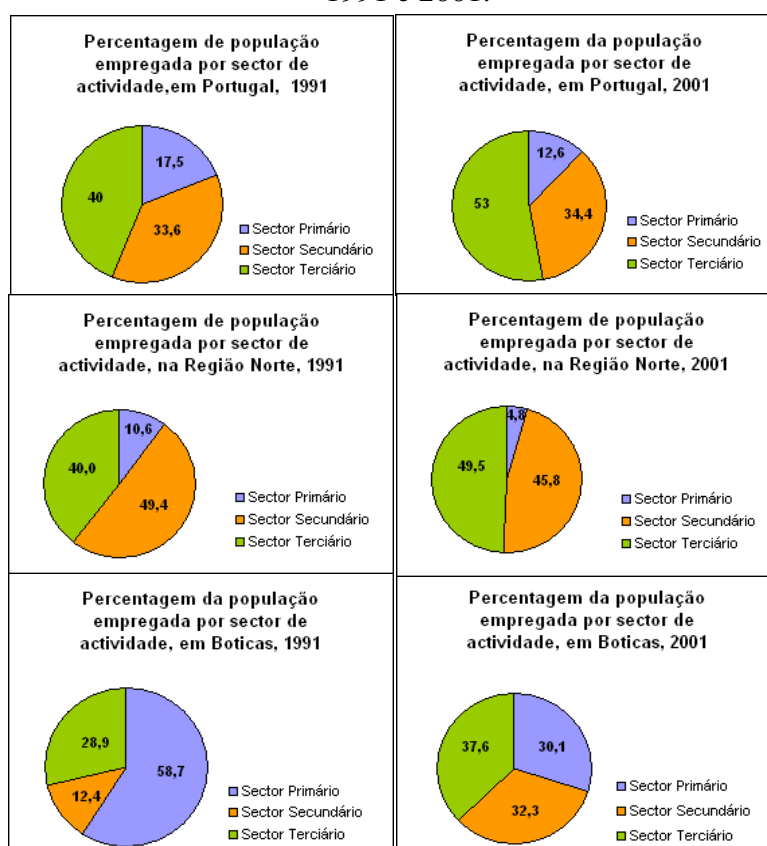 1991 e 2001.
Percentagem de população
empregada por sector de
actividade,em Portugal, 1991
17,5
40
33,6
Sector Primário
Sector Secundário
Sector Terciário
Percentagem da população
empregada por sector de
actividade, em Portugal, 2001
12,6
53
34,4
Sector Primário
Sector Secundário
Sector Terciário
Percentagem de população
empregada por sector de
actividade, na Região Norte, 1991
10,6
40,0
49,4
Sector Primário
Sector Secundário
Sector Terciário
Percentagem da população
empregada por sector de
actividade, na Região Norte, 2001
4,8
49,5
45,8
Sector Primário
Sector Secundário
Sector Terciário
Percentagem da população
empregada por sector de
actividade, em Boticas, 1991
28,9
58,7
12,4
Sector Primário
Sector Secundário
Sector Terciário
Percentagem da população
empregada por sector de
actividade, em Boticas, 2001
37,6
30,1
32,3
Sector Primário
Sector Secundário
Sector Terciário